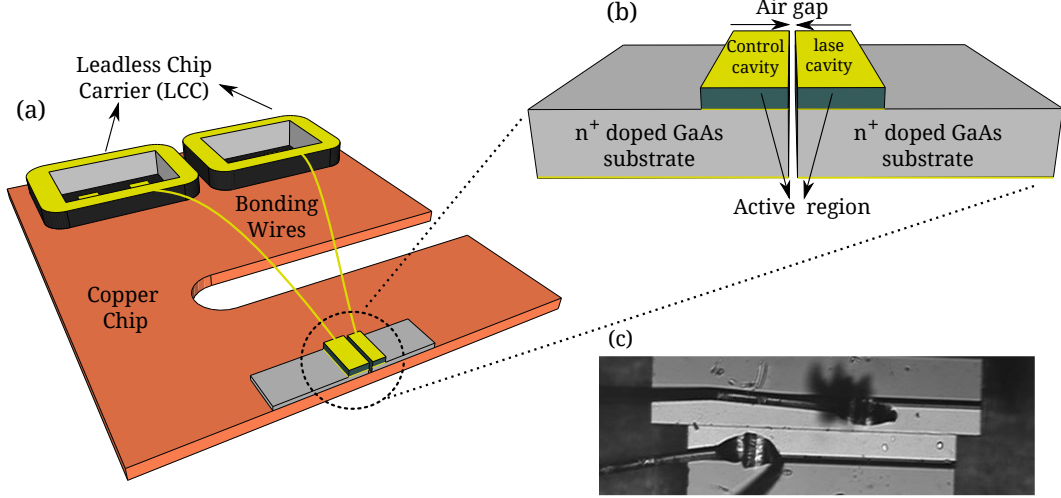 (a)
Leadless Chip
Carrier (LCC)
Bonding
Wires
Copper
Chip
(b)
Air gap
Control
cavity
lase
cavity
n⁺ doped GaAs
substrate
n⁺ doped GaAs
substrate
Active region
(c)